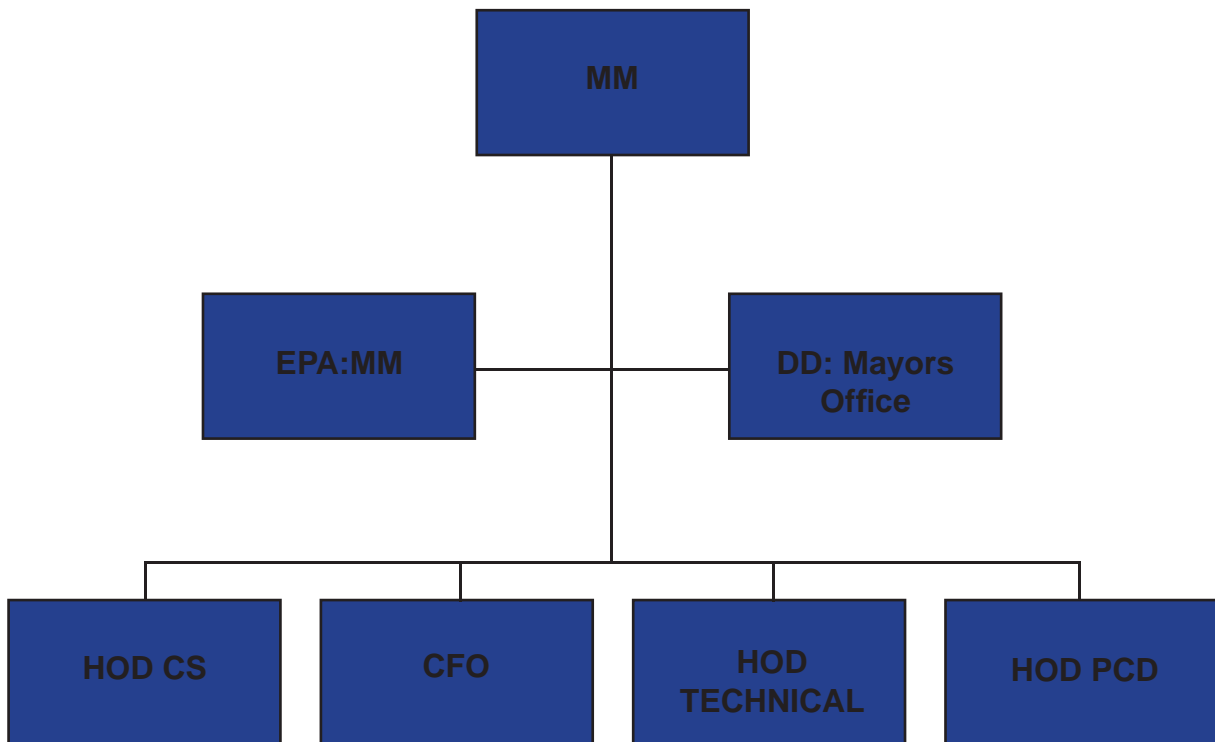 MM
EPA:MM
DD: Mayors
Office
HOD CS
CFO
HOD
TECHNICAL
HOD PCD